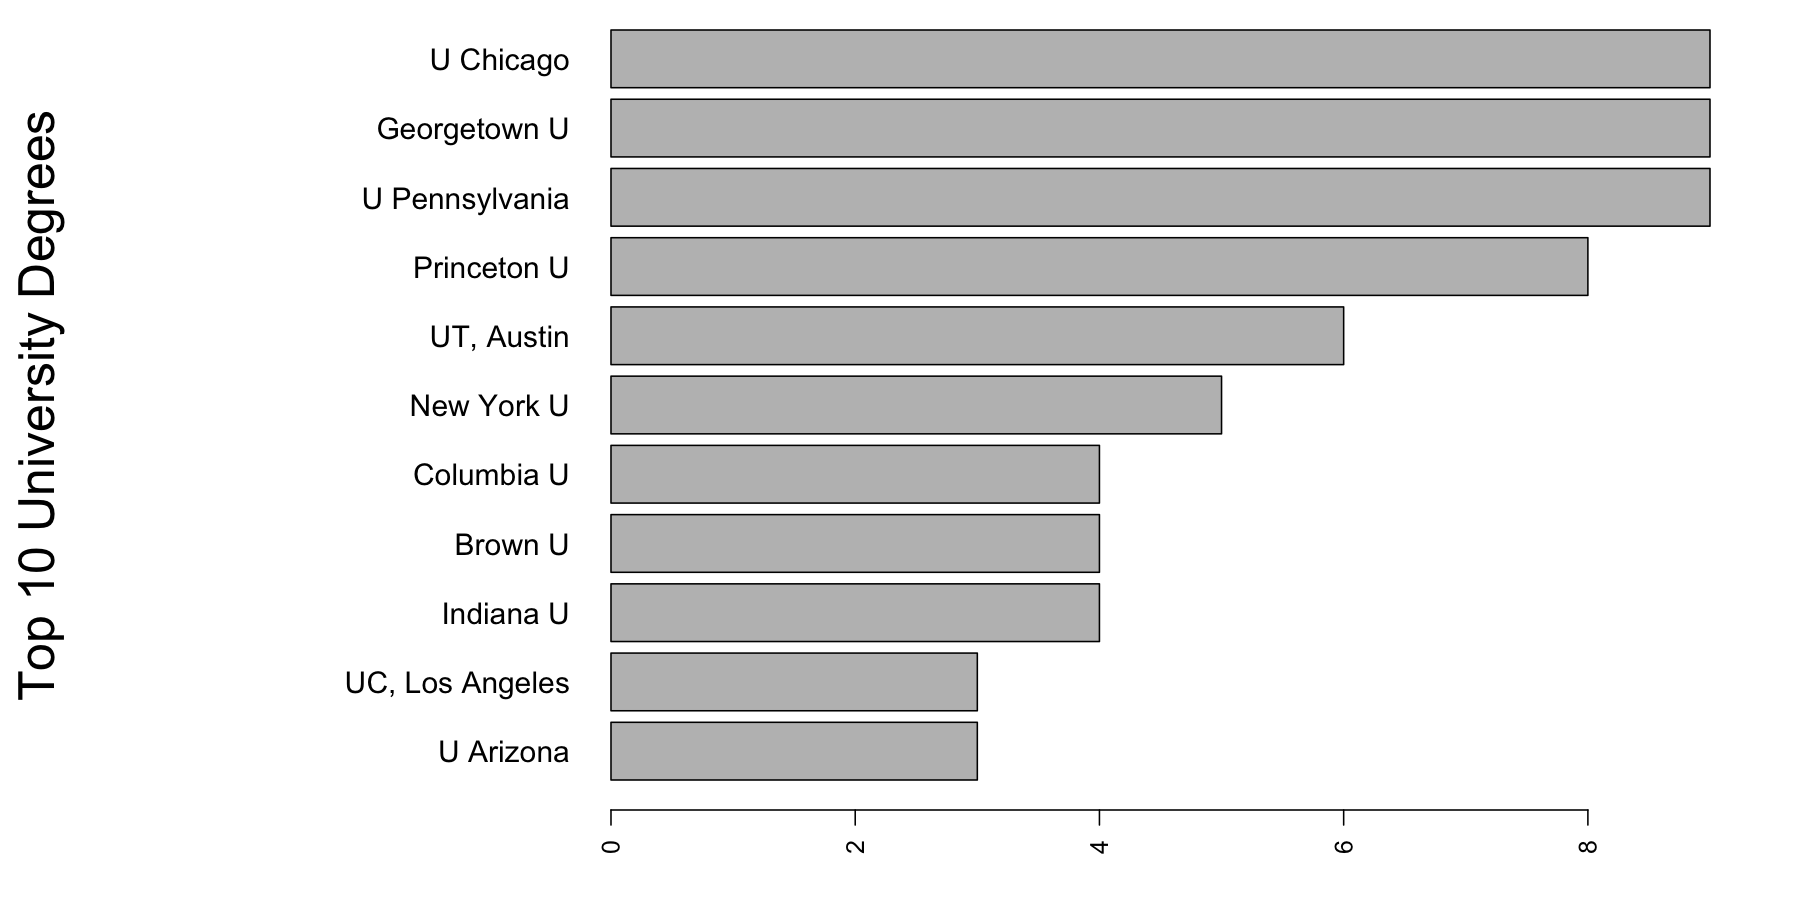 Top 10 University Degrees
U Chicago
Georgetown U
U Pennsylvania
Princeton U
UT, Austin
New York U
Columbia U
Brown U
Indiana U
UC, Los Angeles
U Arizona
0 2 4 6 8